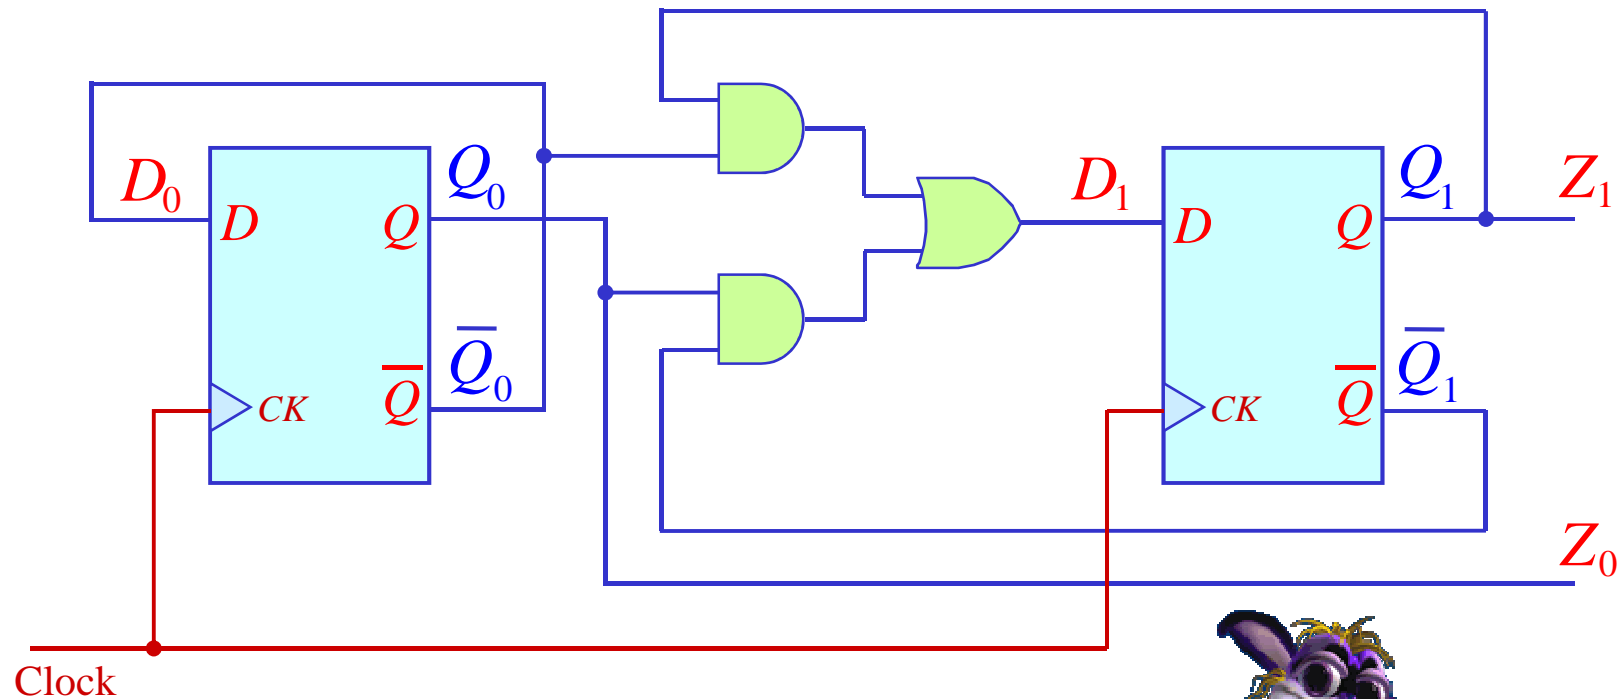 D₀
Q₀
D₁
Q₁
Z₁
D
Q
D
Q
Q̅₀
Q̅₁
CK
Q̅
CK
Q̅
Z₀
Clock